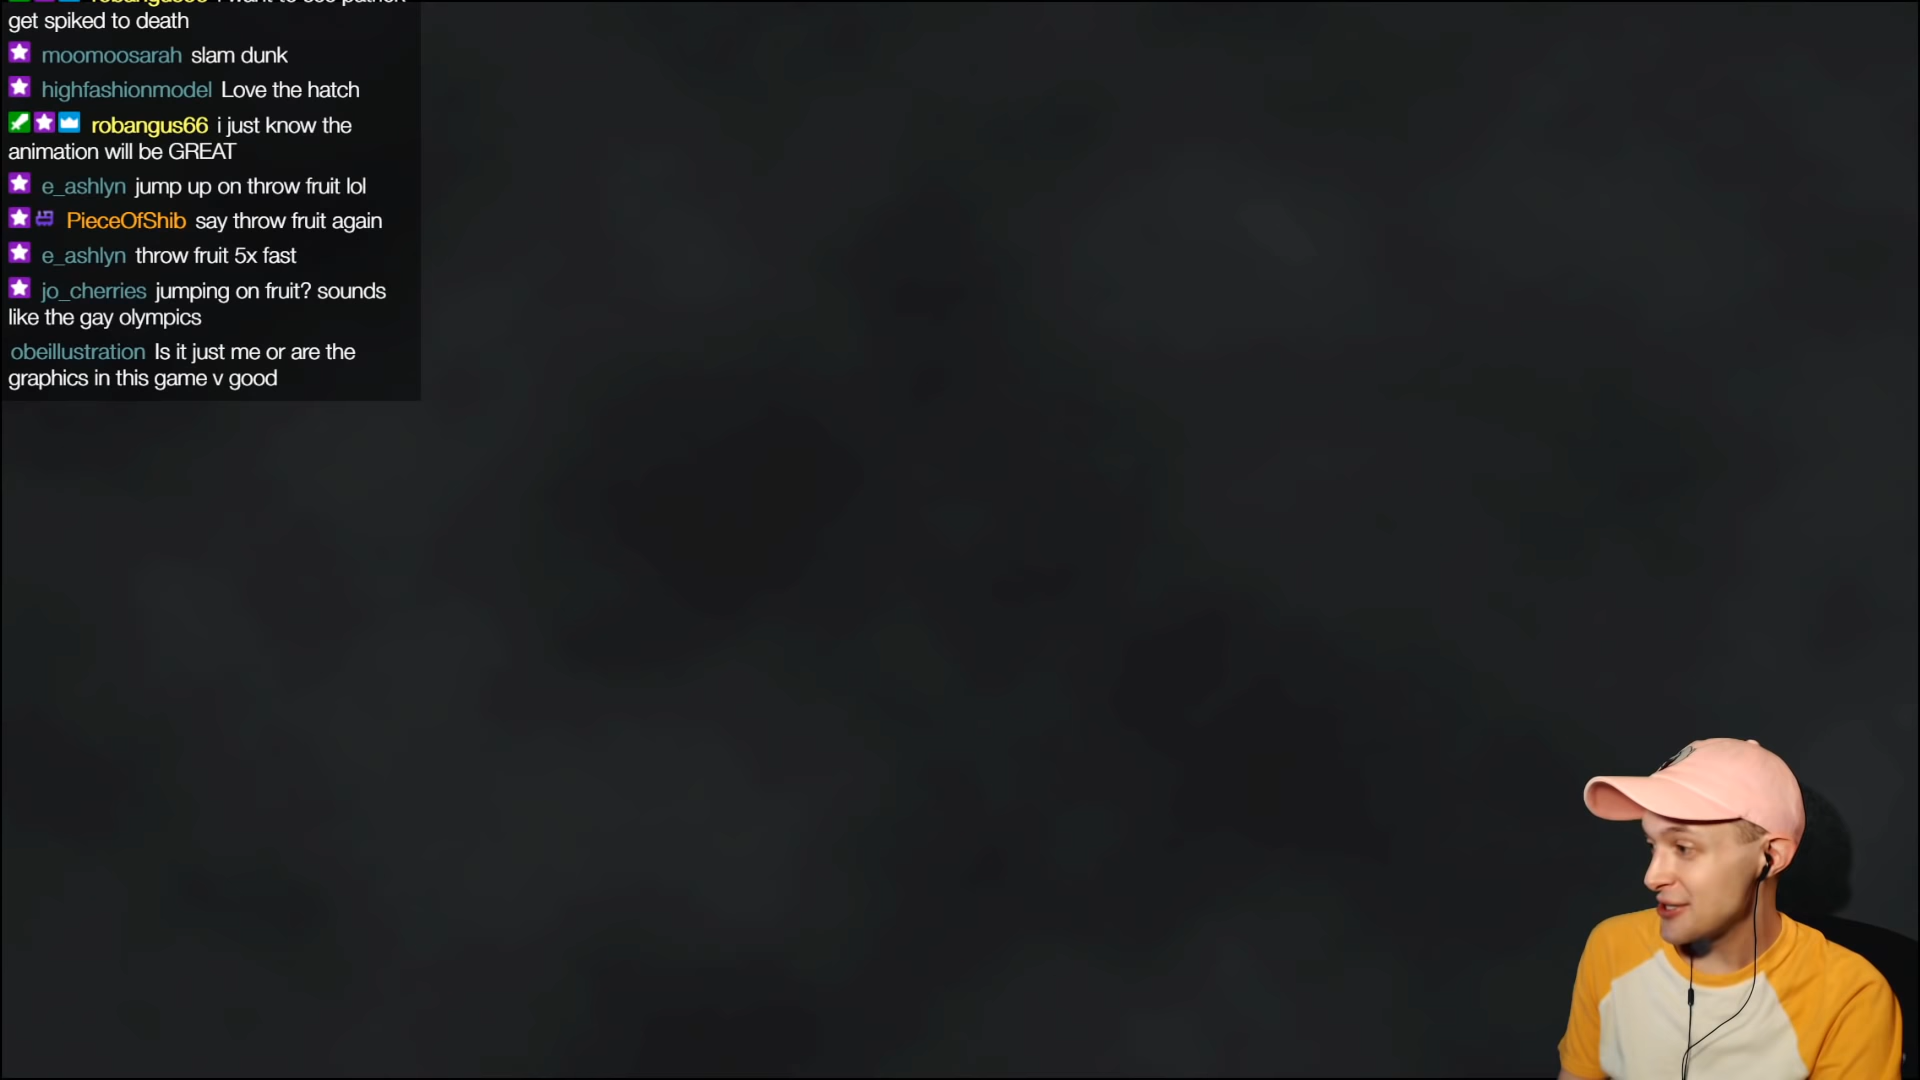 get spiked to death
moomoosarah slam dunk
highfashionmodel Love the hatch
robangus66 i just know the
animation will be GREAT
e_ashlyn jump up on throw fruit lol
PieceOfShib say throw fruit again
e_ashlyn throw fruit 5x fast
jo_cherries jumping on fruit? sounds
like the gay olympics
obeillustration Is it just me or are the
graphics in this game v good